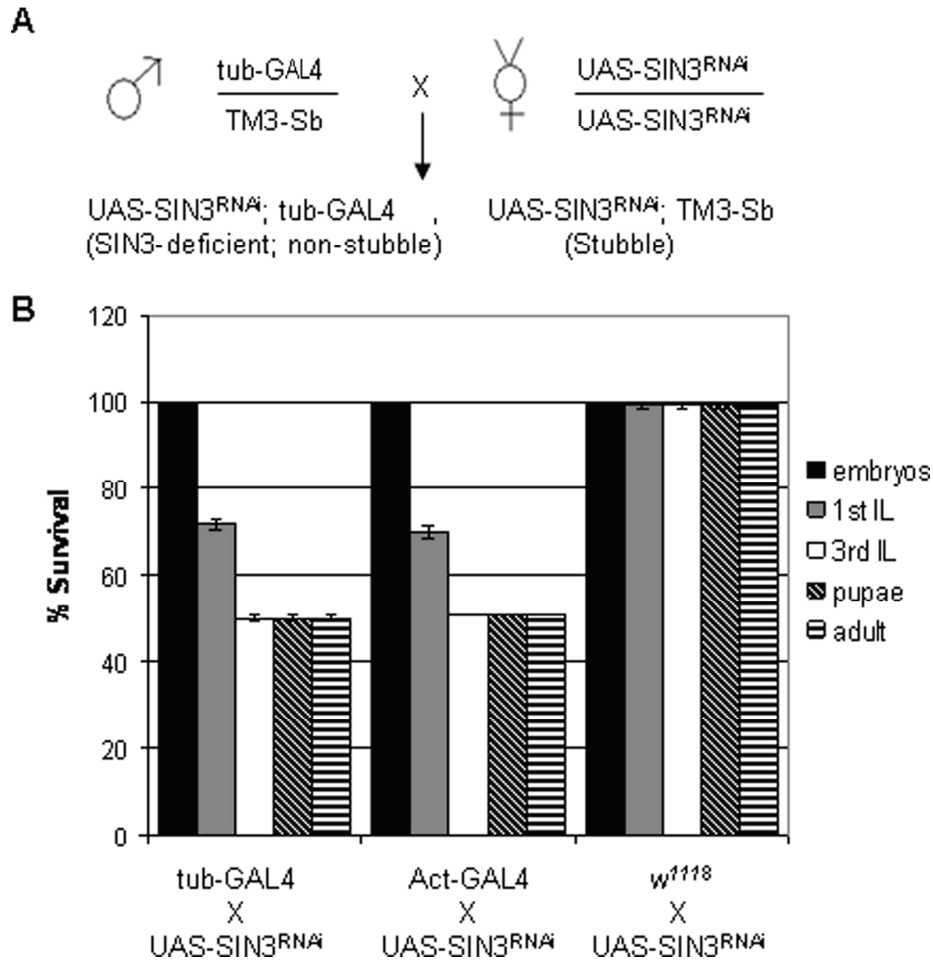 A
tub-GAL4
TM3-Sb
X
UAS-SIN3RNAi
UAS-SIN3RNAi
UAS-SIN3RNAi; tub-GAL4 , UAS-SIN3RNAi; TM3-Sb
(SIN3-deficient; non-stubble) (Stubble)
B
% Survival
120
100
80
60
40
20
0
embryos
1st IL
3rd IL
pupae
adult
tub-GAL4
X
UAS-SIN3RNAi
Act-GAL4
X
UAS-SIN3RNAi
w1118
X
UAS-SIN3RNAi